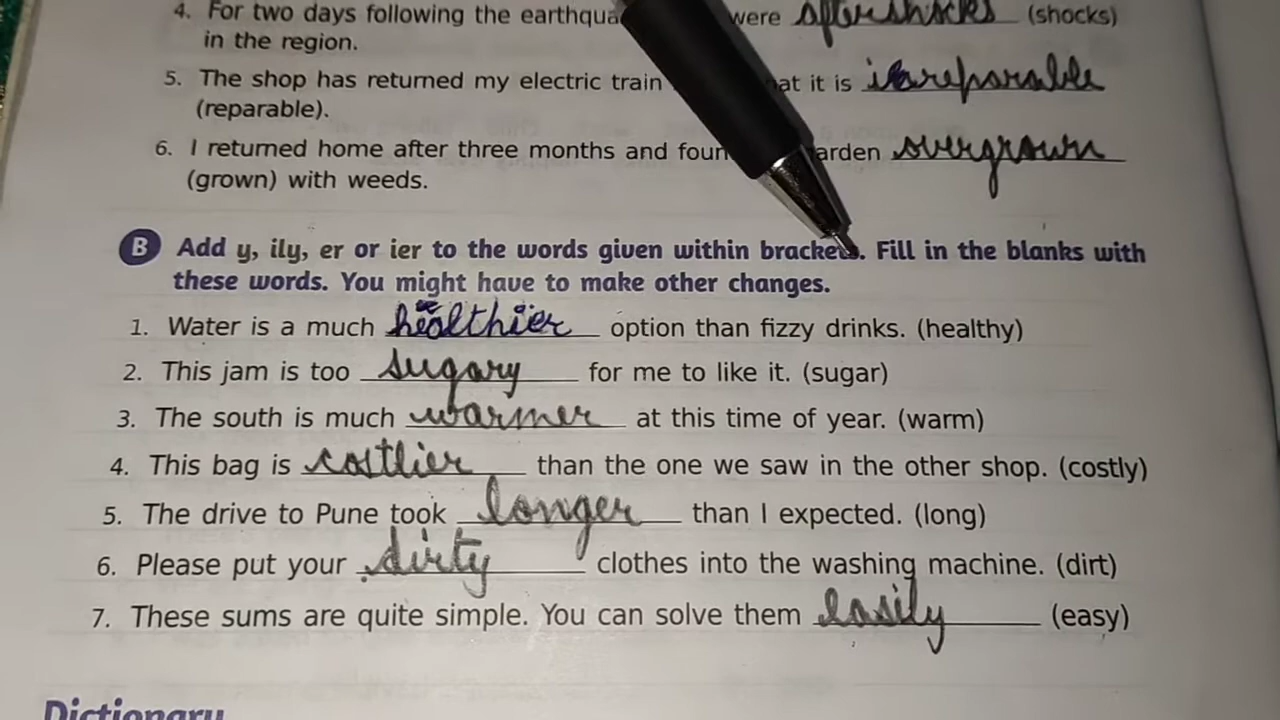 4. For two days following the earthqua were aftershocks (shocks)
in the region.
5. The shop has returned my electric train at it is irreparable
(reparable).
6. I returned home after three months and foun arden overgrown
(grown) with weeds.
B Add y, ily, er or ier to the words given within brackets. Fill in the blanks with
these words. You might have to make other changes.
1. Water is a much healthier option than fizzy drinks. (healthy)
2. This jam is too sugary for me to like it. (sugar)
3. The south is much warmer at this time of year. (warm)
4. This bag is costlier than the one we saw in the other shop. (costly)
5. The drive to Pune took longer than I expected. (long)
6. Please put your dirty clothes into the washing machine. (dirt)
7. These sums are quite simple. You can solve them easily (easy)
Dictionary